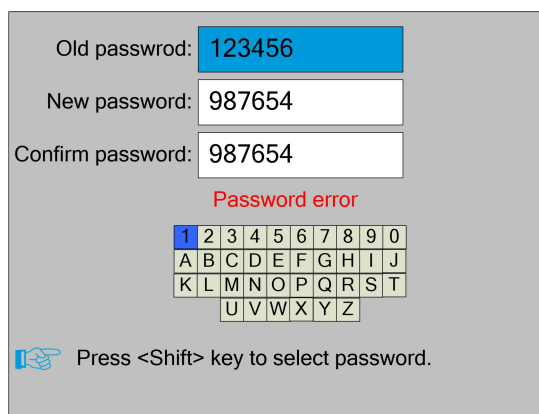 Old passwrod: 123456
New password: 987654
Confirm password: 987654
Password error
1 2 3 4 5 6 7 8 9 0
A B C D E F G H I J
K L M N O P Q R S T
U V W X Y Z
Press <Shift> key to select password.